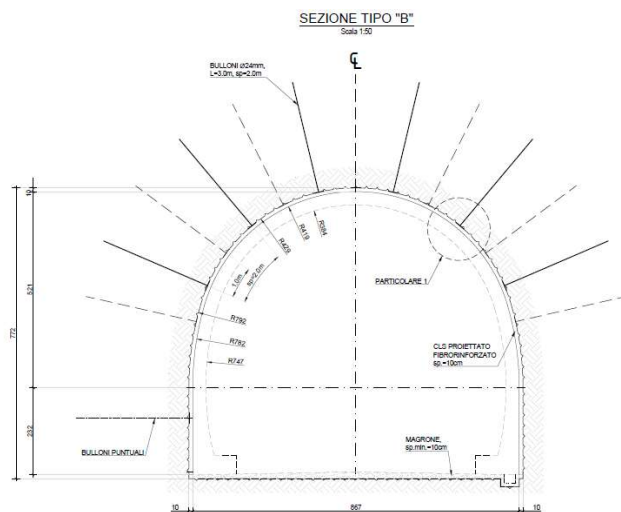 SEZIONE TIPO "B"
Scala 1:50
BULLONI Ø24mm,
L=3.0m, sp=2.0m
R384
R419
R429
1.0m
sp=2.0m
PARTICOLARE 1
R792
R782
R747
CLS PROIETTATO
FIBRORINFORZATO
sp.=10cm
10
521
772
232
BULLONI PUNTUALI
MAGRONE,
sp.min.=10cm
10
867
10